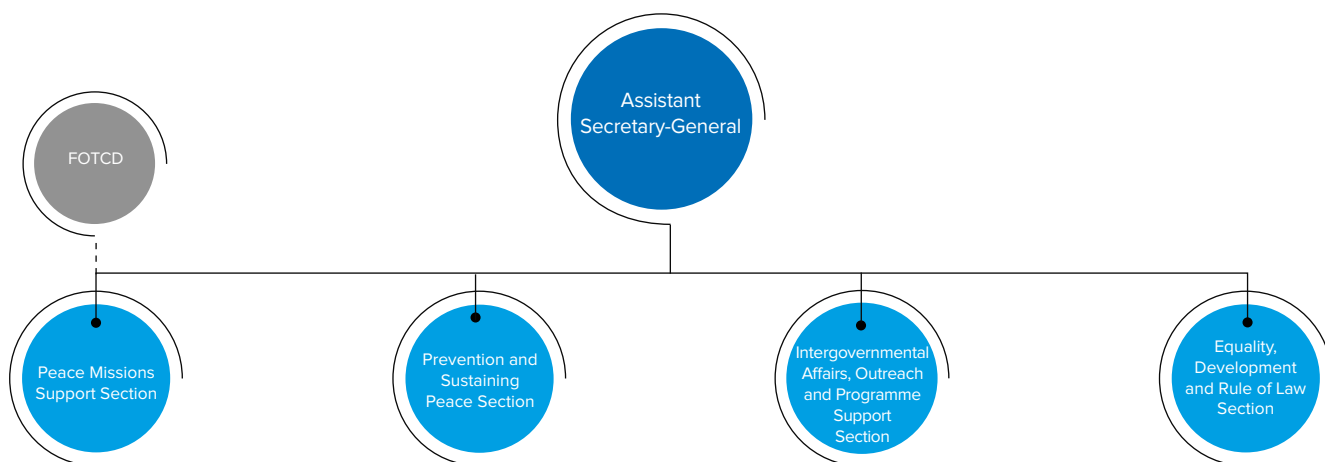 Assistant
Secretary-General
FOTCD
Peace Missions
Support Section
Prevention and
Sustaining
Peace Section
Intergovernmental
Affairs, Outreach
and Programme
Support
Section
Equality,
Development
and Rule of Law
Section